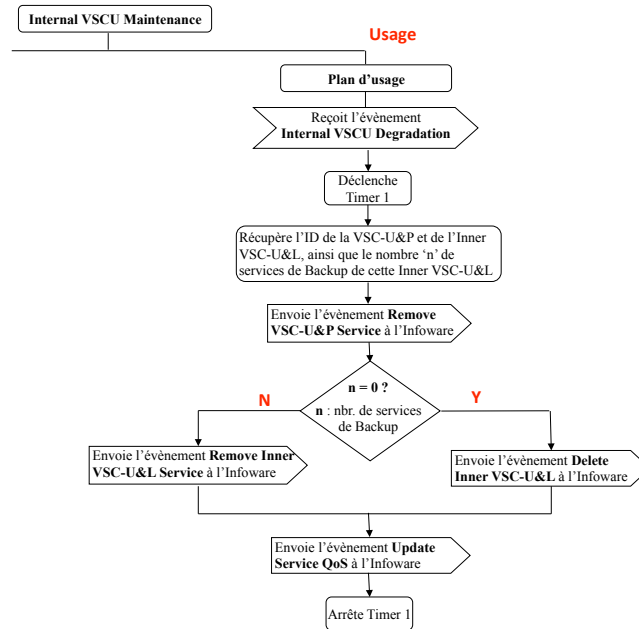 Internal VSCU Maintenance
Usage
Plan d'usage
Reçoit l'évènement
Internal VSCU Degradation
Déclenche
Timer 1
Récupère l'ID de la VSC-U&P et de l'Inner
VSC-U&L, ainsi que le nombre 'n' de
services de Backup de cette Inner VSC-U&L
Envoie l'évènement Remove
VSC-U&P Service à l'Infoware
n = 0 ?
n : nbr. de services
de Backup
N
Y
Envoie l'évènement Remove Inner
VSC-U&L Service à l'Infoware
Envoie l'évènement Delete
Inner VSC-U&L à l'Infoware
Envoie l'évènement Update
Service QoS à l'Infoware
Arrête Timer 1